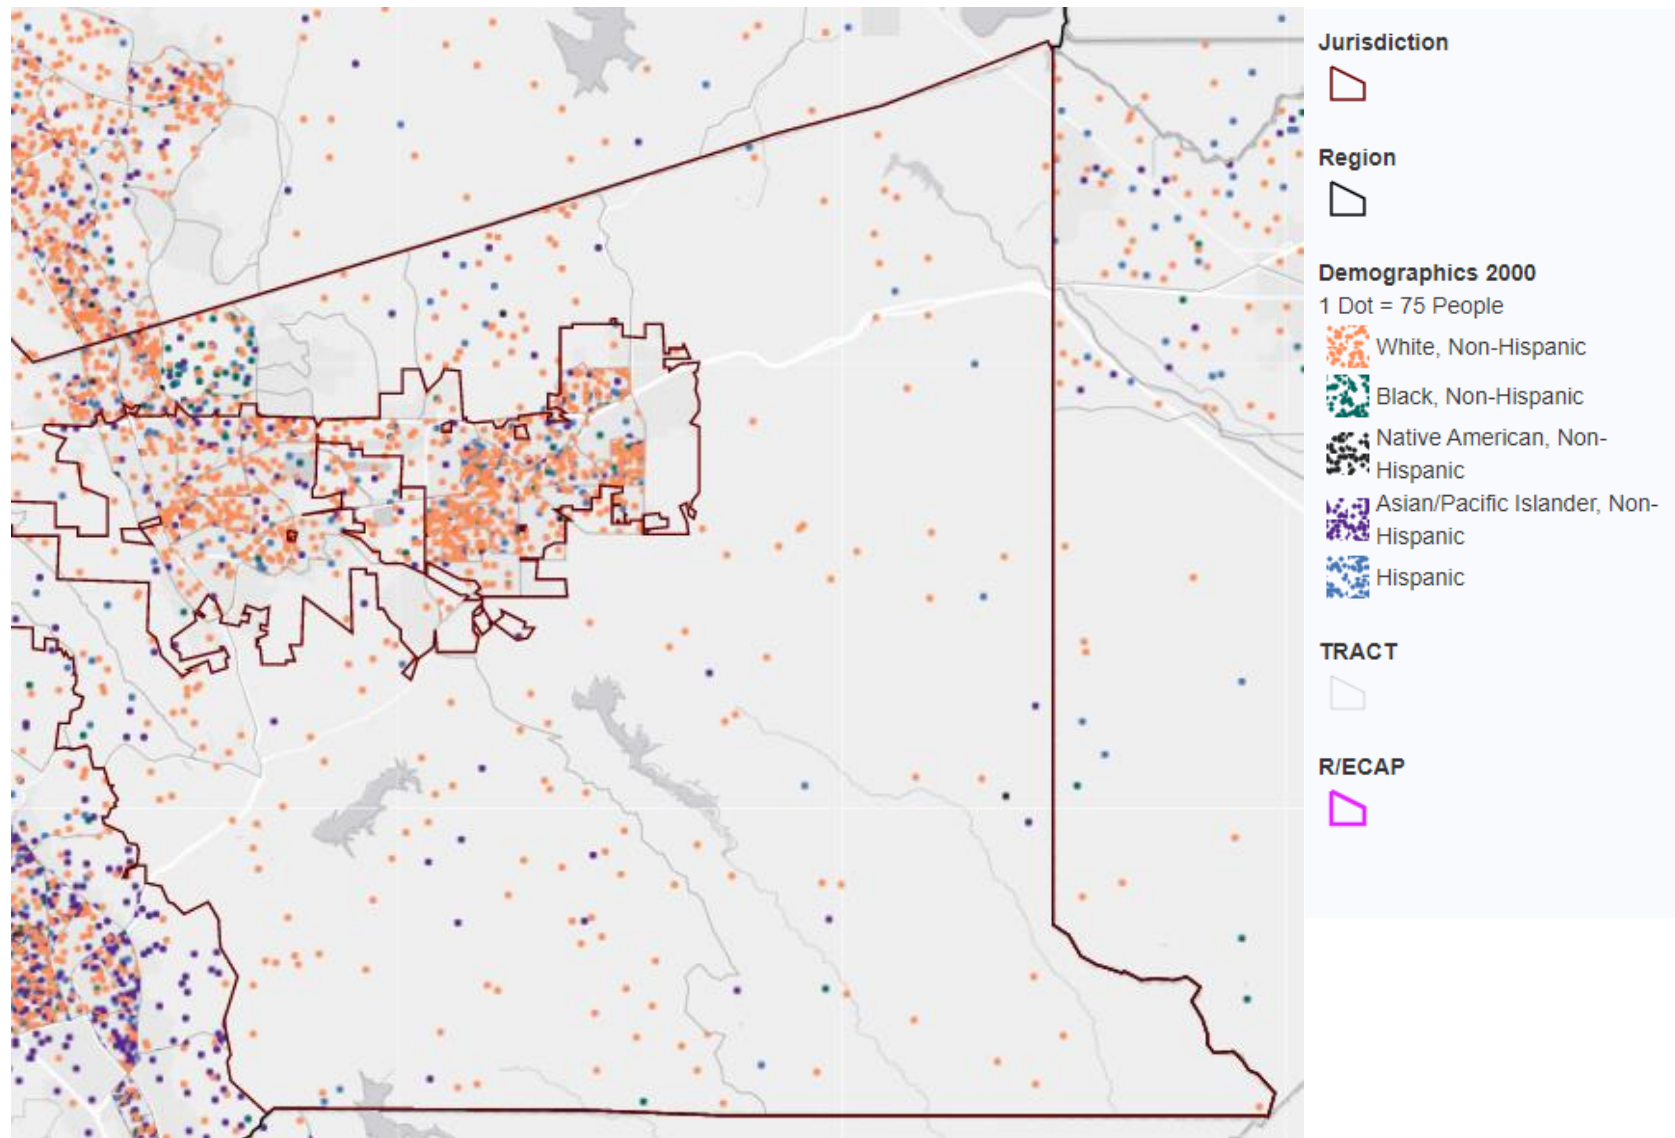 Jurisdiction
Region
Demographics 2000
1 Dot = 75 People
White, Non-Hispanic
Black, Non-Hispanic
Native American, Non-
Hispanic
Asian/Pacific Islander, Non-
Hispanic
Hispanic
TRACT
R/ECAP